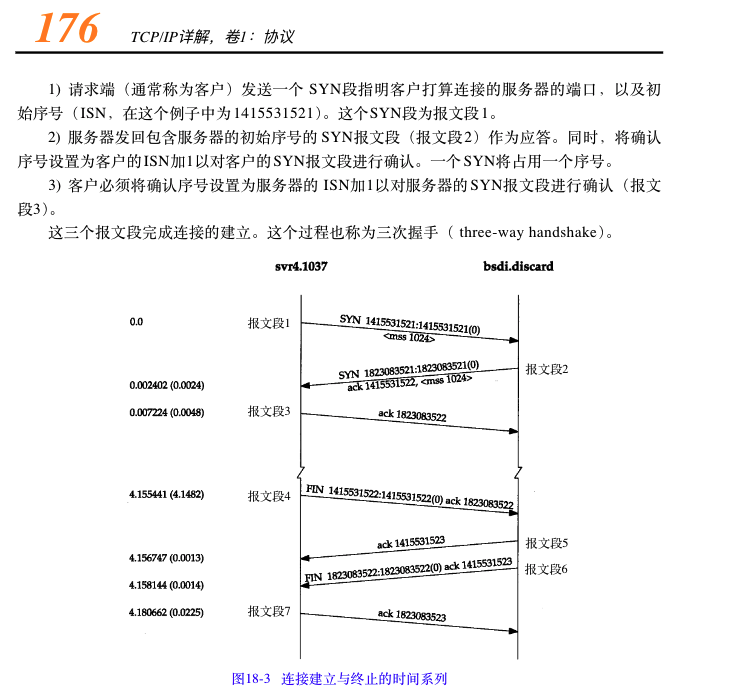 176 TCP/IP详解，卷1：协议
1) 请求端（通常称为客户）发送一个 SYN段指明客户打算连接的服务器的端口，以及初
始序号（ISN，在这个例子中为1415531521）。这个SYN段为报文段1。
2) 服务器发回包含服务器的初始序号的 SYN报文段（报文段2）作为应答。同时，将确认
序号设置为客户的ISN加1以对客户的SYN报文段进行确认。一个SYN将占用一个序号。
3) 客户必须将确认序号设置为服务器的 ISN加1以对服务器的SYN报文段进行确认（报文
段3）。
这三个报文段完成连接的建立。这个过程也称为三次握手（ three-way handshake）。
svr4.1037 bsdi.discard
0.0 报文段1 SYN 1415531521:1415531521(0)
<mss 1024>
SYN 1823083521:1823083521(0) 报文段2
0.002402 (0.0024) ack 1415531522, <mss 1024>
0.007224 (0.0048) 报文段3 ack 1823083522
4.155441 (4.1482) 报文段4 FIN 1415531522:1415531522(0) ack 1823083522
ack 1415531523 报文段5
4.156747 (0.0013)
FIN 1823083522:1823083522(0) ack 1415531523 报文段6
4.158144 (0.0014)
4.180662 (0.0225) 报文段7 ack 1823083523
图18-3 连接建立与终止的时间系列